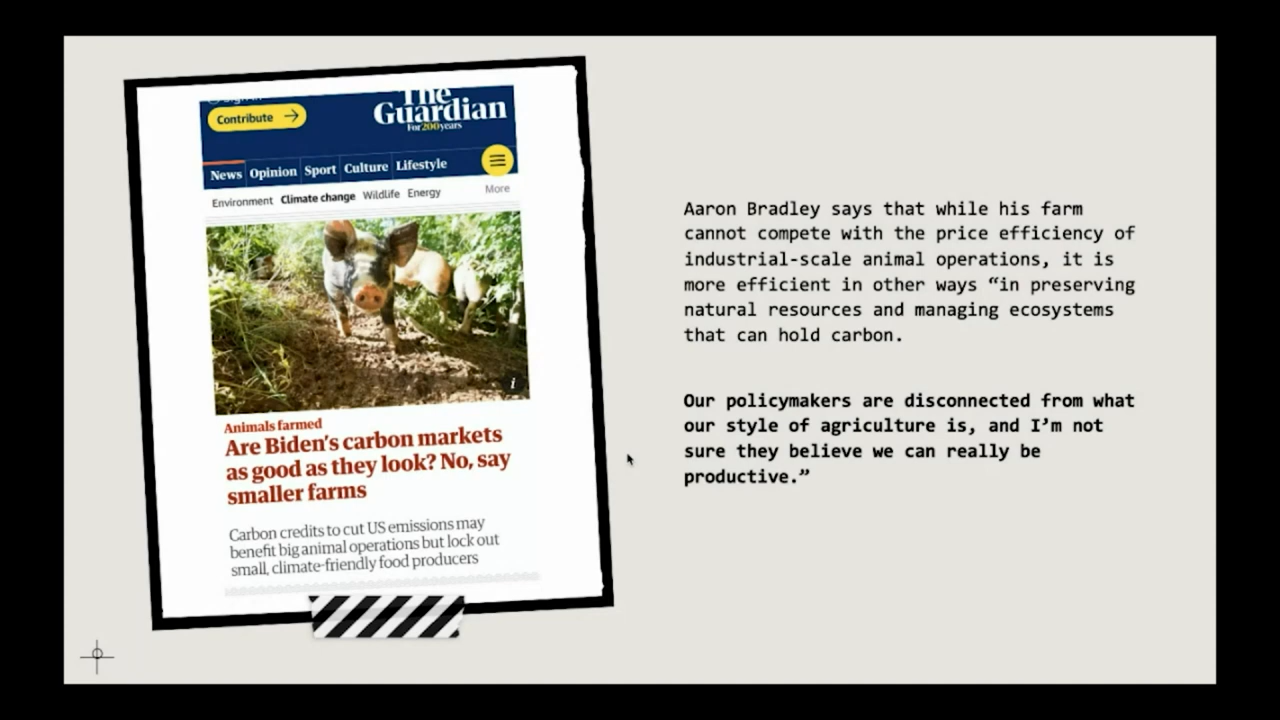 Contribute →
The
Guardian
For 200 years
News Opinion Sport Culture Lifestyle
Environment Climate change Wildlife Energy More
i
Animals farmed
Are Biden's carbon markets
as good as they look? No, say
smaller farms
Carbon credits to cut US emissions may
benefit big animal operations but lock out
small, climate-friendly food producers
Aaron Bradley says that while his farm
cannot compete with the price efficiency of
industrial-scale animal operations, it is
more efficient in other ways “in preserving
natural resources and managing ecosystems
that can hold carbon.
Our policymakers are disconnected from what
our style of agriculture is, and I’m not
sure they believe we can really be
productive.”